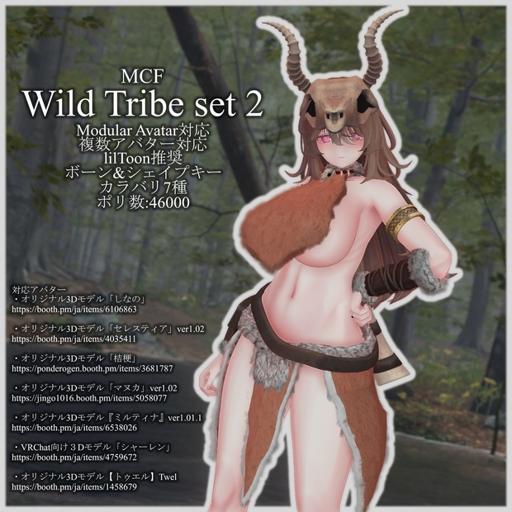 MCF
Wild Tribe set 2
Modular Avatar対応
複数アバター対応
lilToon推奨
ボーン&シェイプキー
カラバリ7種
ポリ数:46000
対応アバター
・オリジナル3Dモデル「しなの」
https://booth.pm/ja/items/6106863
・オリジナル3Dモデル「セレスティア」ver1.02
https://booth.pm/ja/items/4035411
・オリジナル3Dモデル「桔梗」
https://ponderogen.booth.pm/items/3681787
・オリジナル3Dモデル「マヌカ」ver1.02
https://jingo1016.booth.pm/items/5058077
・オリジナル3Dモデル『ミルティナ』ver1.01.1
https://booth.pm/ja/items/6538026
・VRChat向け３Dモデル「シャーレン」
https://booth.pm/ja/items/4759672
・オリジナル3Dモデル【トゥエル】Twel
https://booth.pm/ja/items/1458679